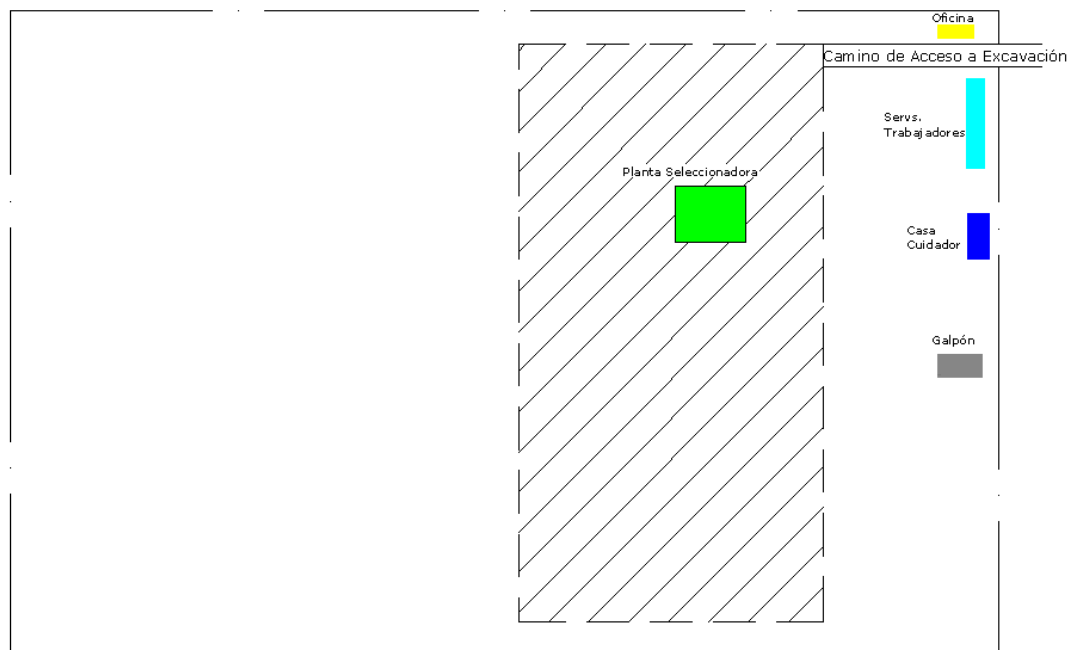 Oficina
Camino de Acceso a Excavación
Servs.
Trabajadores
Planta Seleccionadora
Casa
Cuidador
Galpón